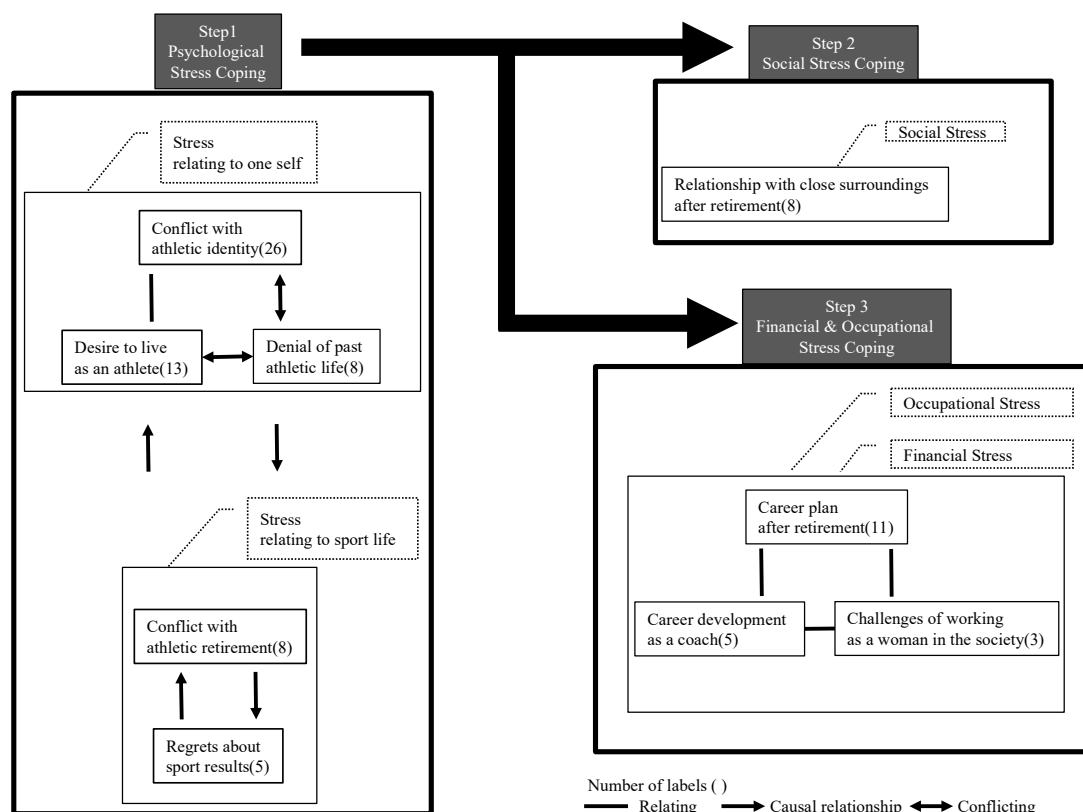 Step1
Psychological
Stress Coping
Step 2
Social Stress Coping
Stress
relating to one self
Social Stress
Relationship with close surroundings
after retirement(8)
Conflict with
athletic identity(26)
Desire to live
as an athlete(13)
Denial of past
athletic life(8)
Step 3
Financial & Occupational
Stress Coping
Occupational Stress
Financial Stress
Stress
relating to sport life
Career plan
after retirement(11)
Conflict with
athletic retirement(8)
Career development
as a coach(5)
Challenges of working
as a woman in the society(3)
Regrets about
sport results(5)
Number of labels ( )
Relating
Causal relationship
Conflicting